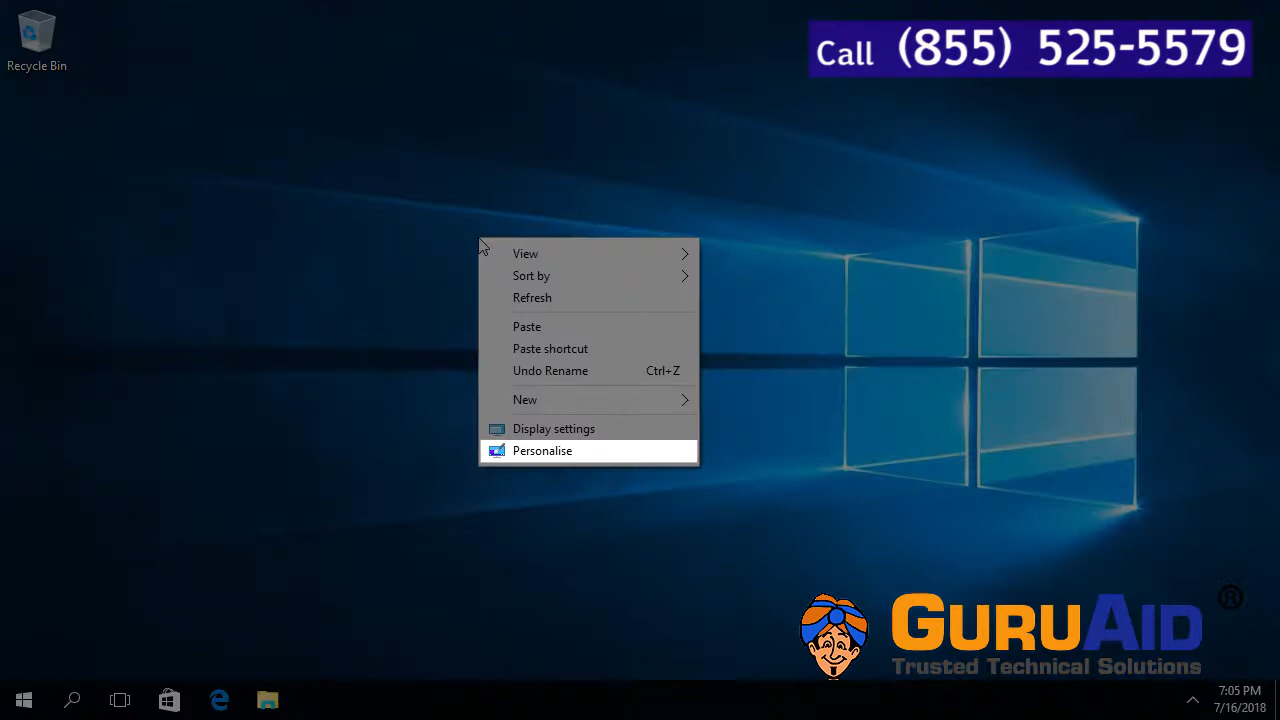 Call (855) 525-5579
Recycle Bin
View
Sort by
Refresh
Paste
Paste shortcut
Undo Rename Ctrl+Z
New
Display settings
Personalise
GURUAID ®
Trusted Technical Solutions
7:05 PM
7/16/2018